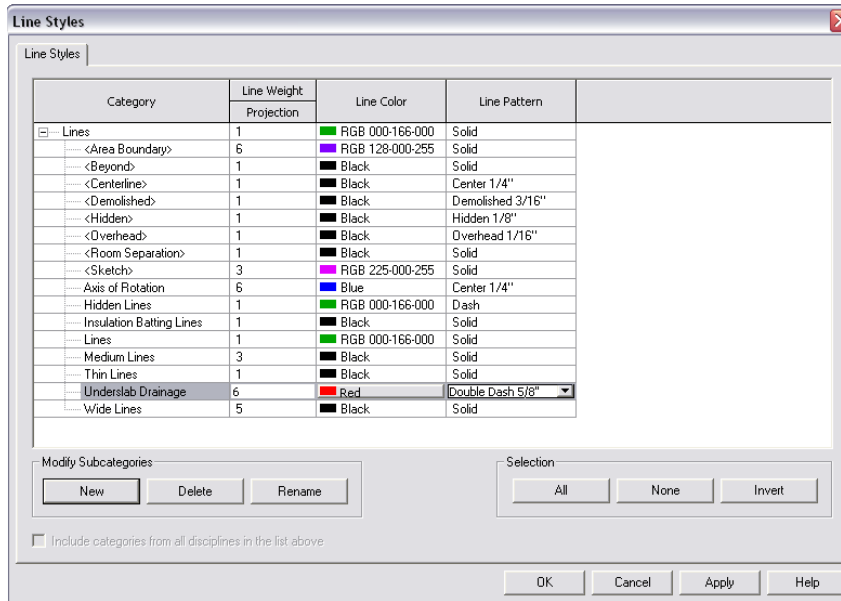 Line Styles
Line Styles
Category Line Weight Line Color Line Pattern
Projection
Lines 1 RGB 000-166-000 Solid
<Area Boundary> 6 RGB 128-000-255 Solid
<Beyond> 1 Black Solid
<Centerline> 1 Black Center 1/4"
<Demolished> 1 Black Demolished 3/16"
<Hidden> 1 Black Hidden 1/8"
<Overhead> 1 Black Overhead 1/16"
<Room Separation> 1 Black Solid
<Sketch> 3 RGB 225-000-255 Solid
Axis of Rotation 6 Blue Center 1/4"
Hidden Lines 1 RGB 000-166-000 Dash
Insulation Batting Lines 1 Black Solid
Lines 1 RGB 000-166-000 Solid
Medium Lines 3 Black Solid
Thin Lines 1 Black Solid
Underslab Drainage 6 Red Double Dash 5/8"
Wide Lines 5 Black Solid
Modify Subcategories Selection
New Delete Rename All None Invert
Include categories from all disciplines in the list above
OK Cancel Apply Help